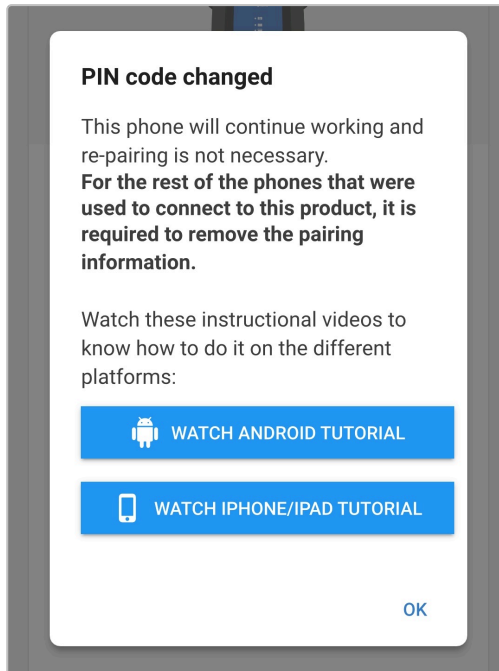 PIN code changed
This phone will continue working and
re-pairing is not necessary.
For the rest of the phones that were
used to connect to this product, it is
required to remove the pairing
information.
Watch these instructional videos to
know how to do it on the different
platforms:
WATCH ANDROID TUTORIAL
WATCH IPHONE/IPAD TUTORIAL
OK